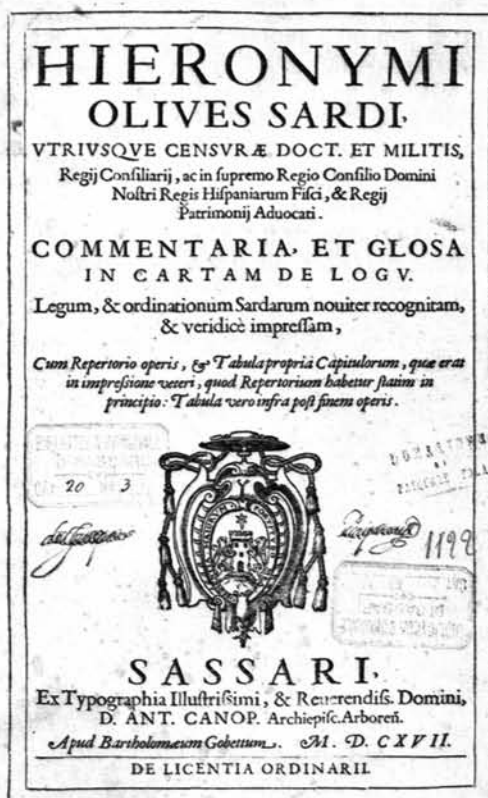 HIERONYMI
OLIVES SARDI,
VTRIVSQVE CENSVRÆ DOCT. ET MILITIS,
Regij Consiliarij, ac in supremo Regio Consilio Domini
Nostri Regis Hispaniarum Fisci, & Regij
Patrimonij Aduocati.
COMMENTARIA, ET GLOSA
IN CARTAM DE LOGV.
Legum, & ordinationum Sardarum nouiter recognitam,
& veridicè impressam,
Cum Repertorio operis, & Tabula propria Capitulorum, quæ erat
in impressione veteri, quod Repertorium habetur statim in
principio: Tabula vero infra post finem operis.
20 3
1122
SASSARI,
Ex Typographia Illustrissimi, & Reuerendiss. Domini,
D. ANT. CANOP. Archiepisc. Arboreñ.
Apud Bartholomæum Gobettum. M. D. CXVII.
DE LICENTIA ORDINARII.